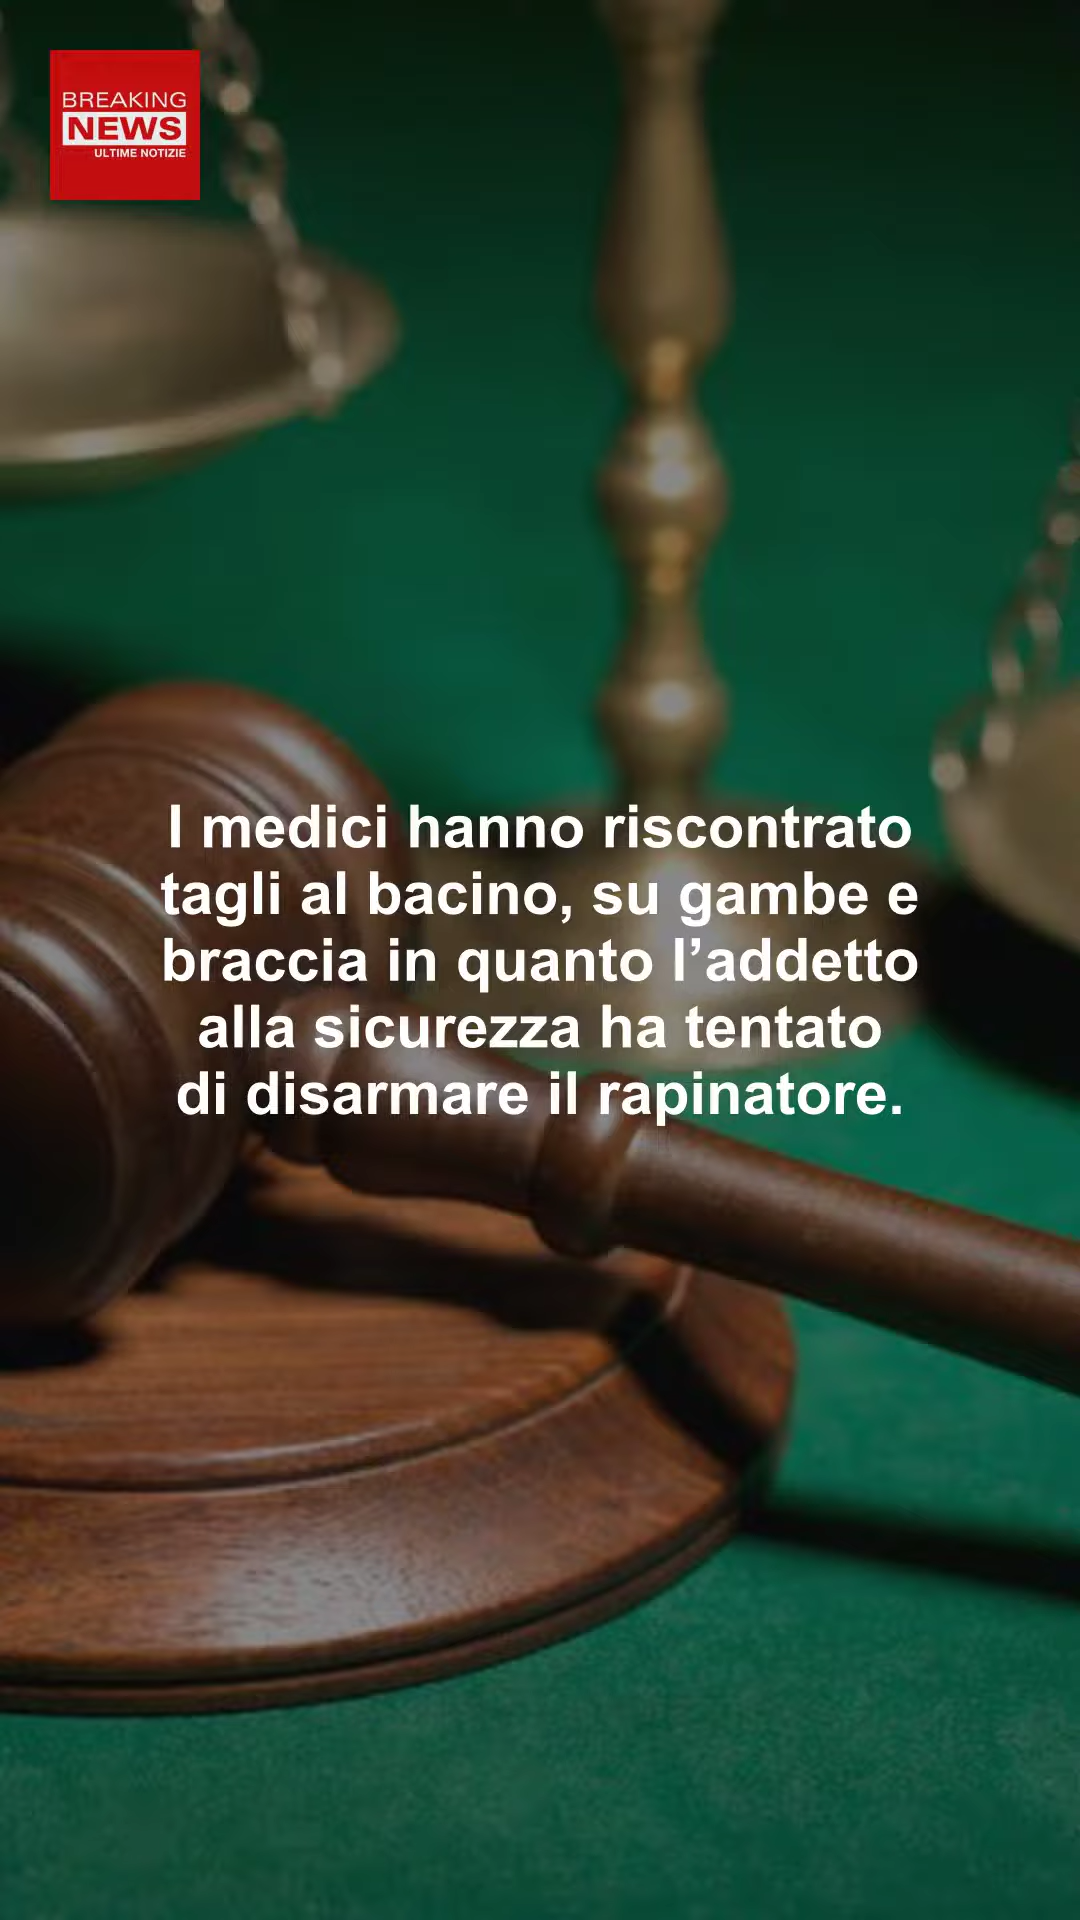 BREAKING
NEWS
ULTIME NOTIZIE
I medici hanno riscontrato
tagli al bacino, su gambe e
braccia in quanto l’addetto
alla sicurezza ha tentato
di disarmare il rapinatore.